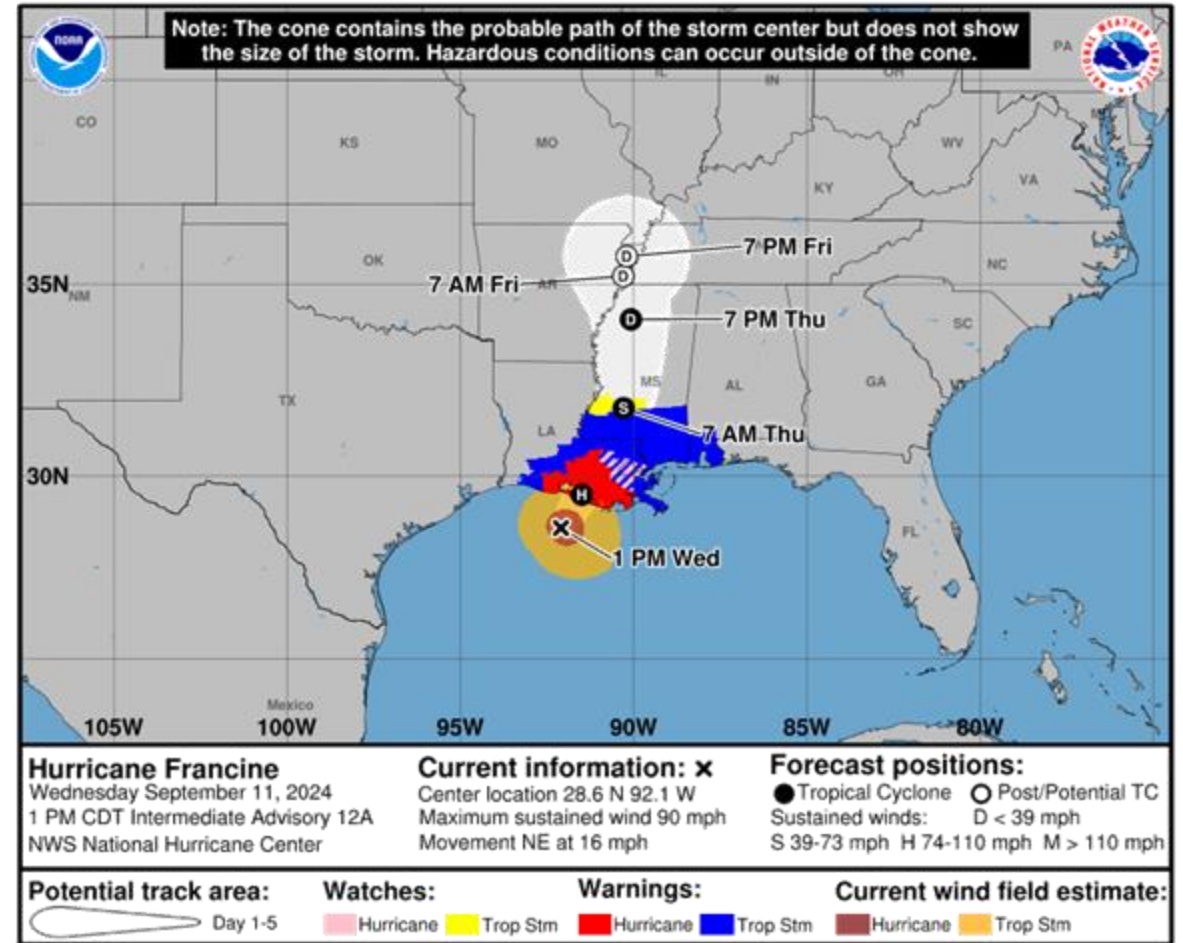 Note: The cone contains the probable path of the storm center but does not show
the size of the storm. Hazardous conditions can occur outside of the cone.
NOAA
NATIONAL WEATHER SERVICE
PA
IL
IN
OH
CO
KS
MO
WV
KY
VA
7 PM Fri
OK
NC
35N
NM
7 AM Fri
AR
7 PM Thu
D
D
D
SC
MS
AL
GA
TX
S
LA
7 AM Thu
30N
H
FL
1 PM Wed
Mexico
105W
100W
95W
90W
85W
80W
Hurricane Francine
Wednesday September 11, 2024
1 PM CDT Intermediate Advisory 12A
NWS National Hurricane Center
Current information: x
Center location 28.6 N 92.1 W
Maximum sustained wind 90 mph
Movement NE at 16 mph
Forecast positions:
Tropical Cyclone Post/Potential TC
Sustained winds: D < 39 mph
S 39-73 mph H 74-110 mph M > 110 mph
Potential track area:
Day 1-5
Watches:
Hurricane Trop Stm
Warnings:
Hurricane Trop Stm
Current wind field estimate:
Hurricane Trop Stm